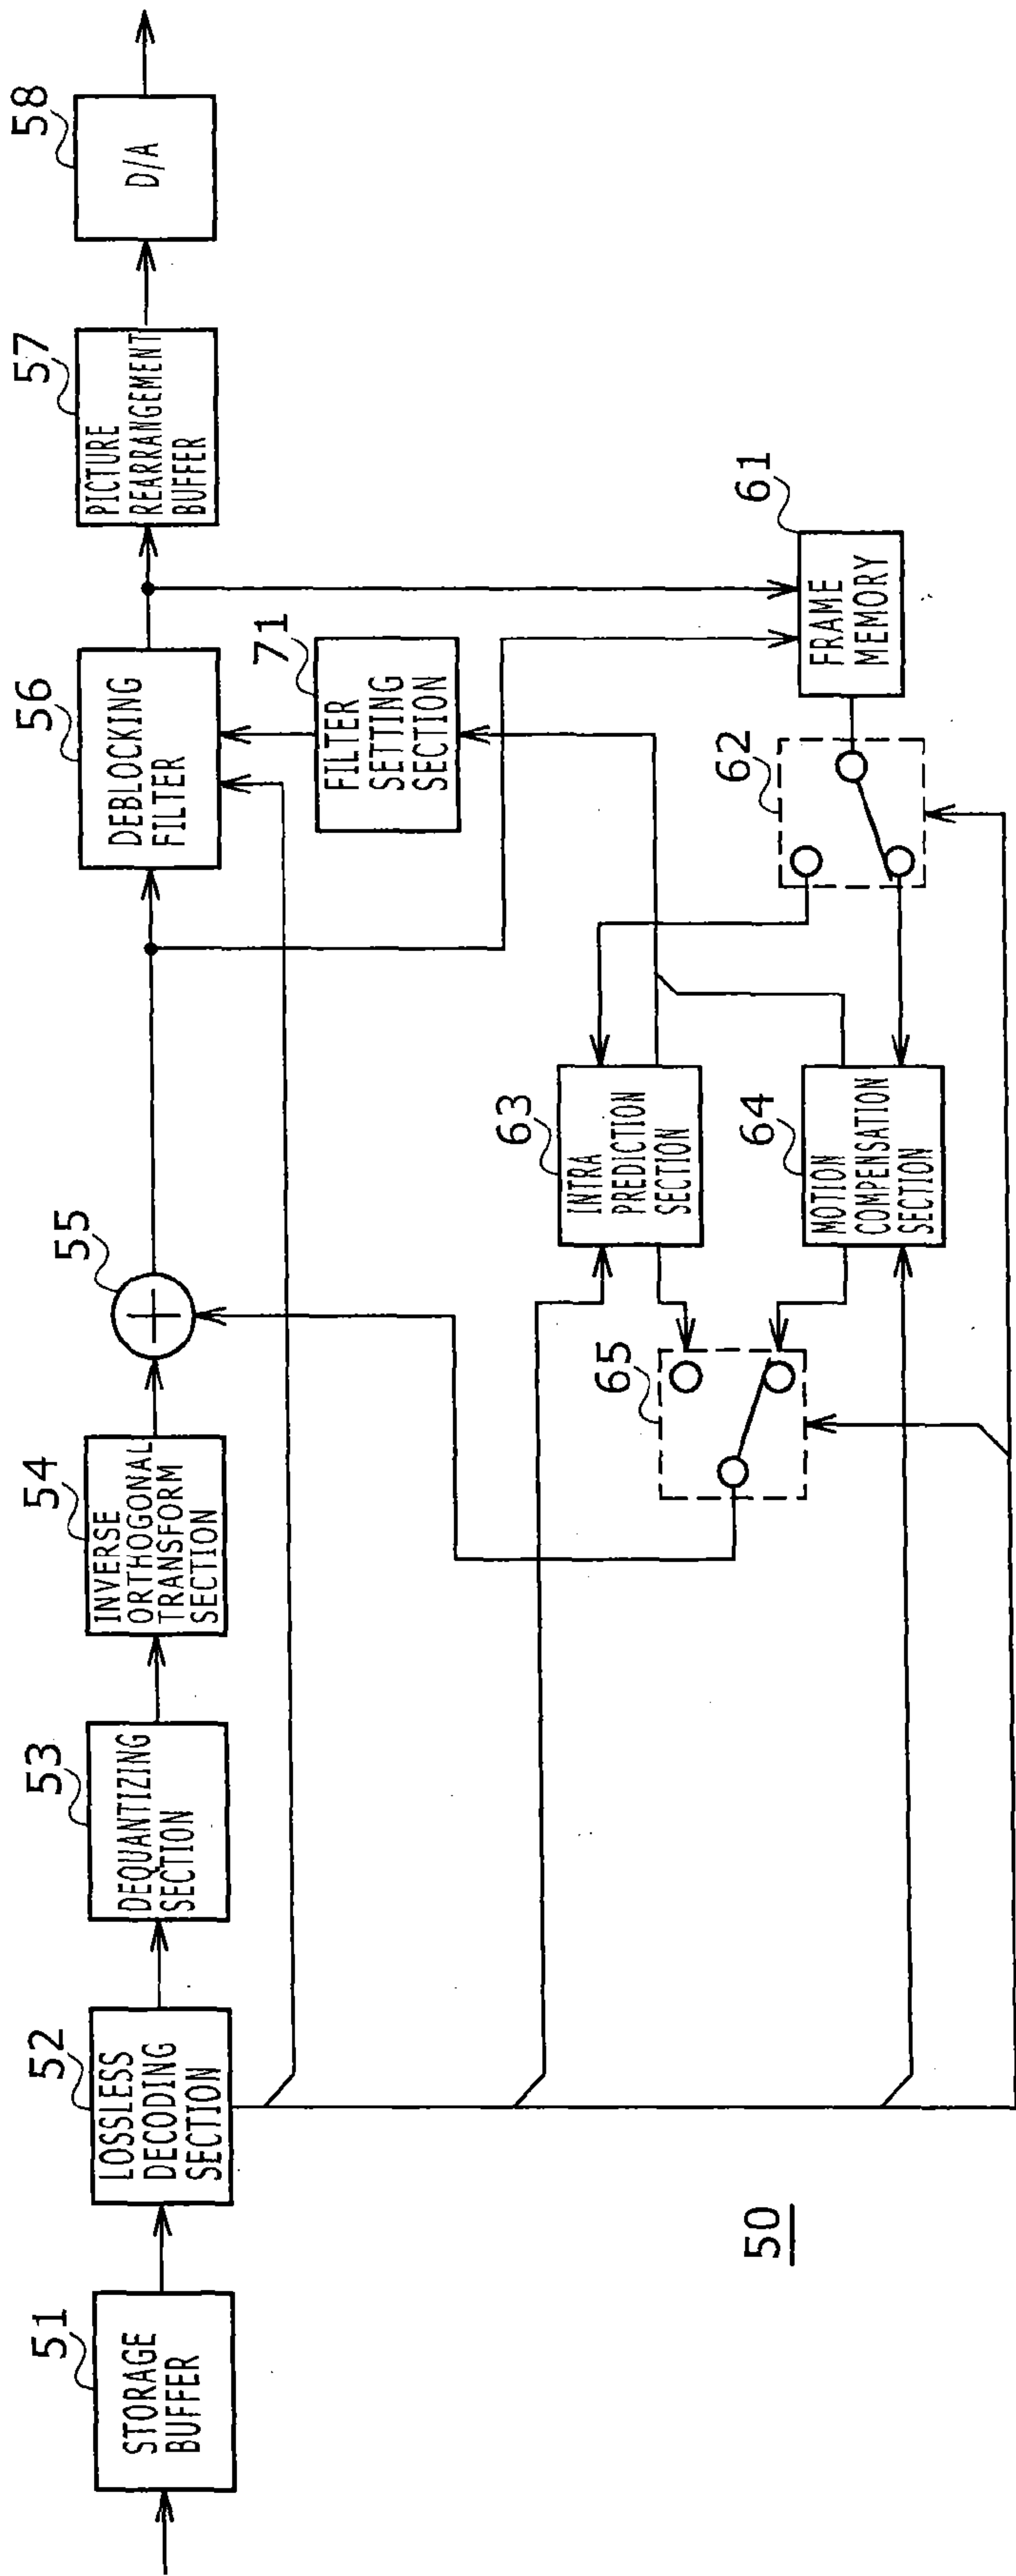 51
STORAGE
BUFFER
52
LOSSLESS
DECODING
SECTION
53
DEQUANTIZING
SECTION
54
INVERSE
ORTHOGONAL
TRANSFORM
SECTION
55
56
DEBLOCKING
FILTER
57
PICTURE
REARRANGEMENT
BUFFER
58
D/A
71
FILTER
SETTING
SECTION
61
FRAME
MEMORY
62
63
INTRA
PREDICTION
SECTION
64
MOTION
COMPENSATION
SECTION
65
50